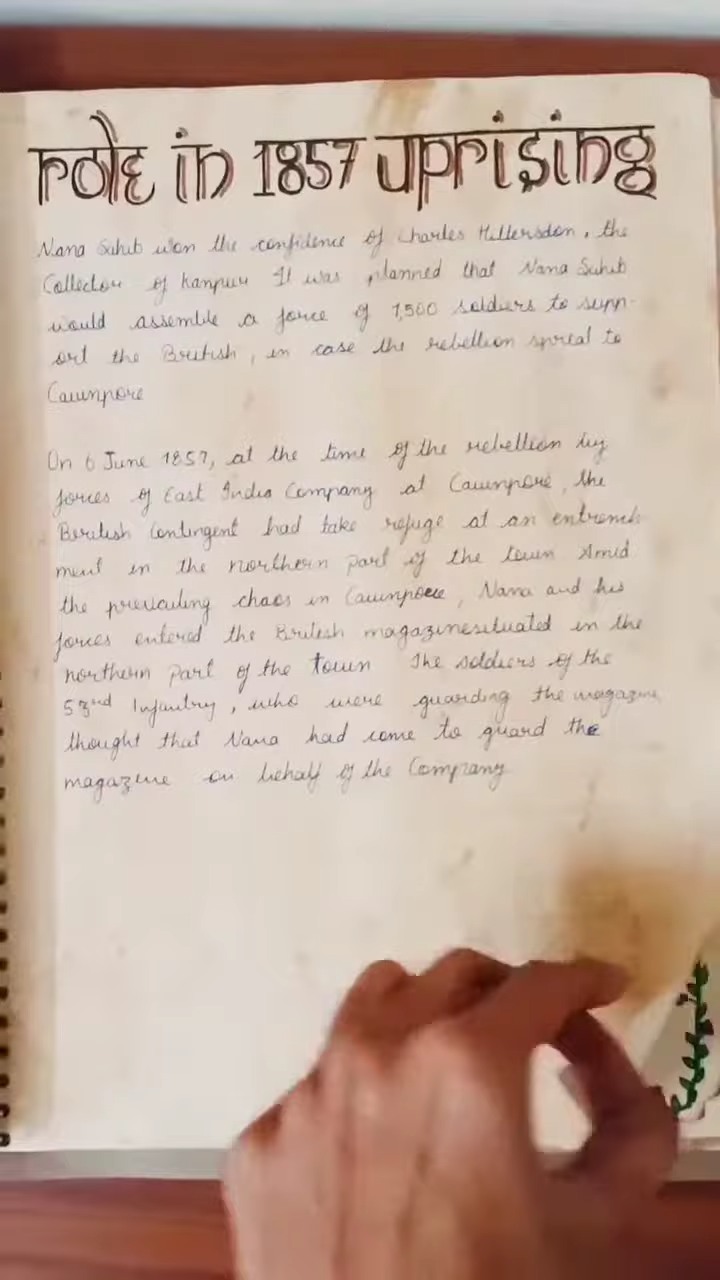 role in 1857 uprising
Nana Sahib won the confidence of Charles Hillersdon, the
Collector of Kanpur It was planned that Nana Sahib
would assemble a force of 1,500 soldiers to supp-
ort the British, in case the rebellion spread to
Cawnpore
On 6 June 1857, at the time of the rebellion by
forces of East India Company at Cawnpore, the
British contingent had take refuge at an entrench-
ment in the northern part of the town Amid
the prevailing chaos in Cawnpore, Nana and his
forces entered the British magazine situated in the
northern part of the town The soldiers of the
53rd Infantry, who were guarding the magazine
thought that Nana had come to guard the
magazine on behalf of the Company